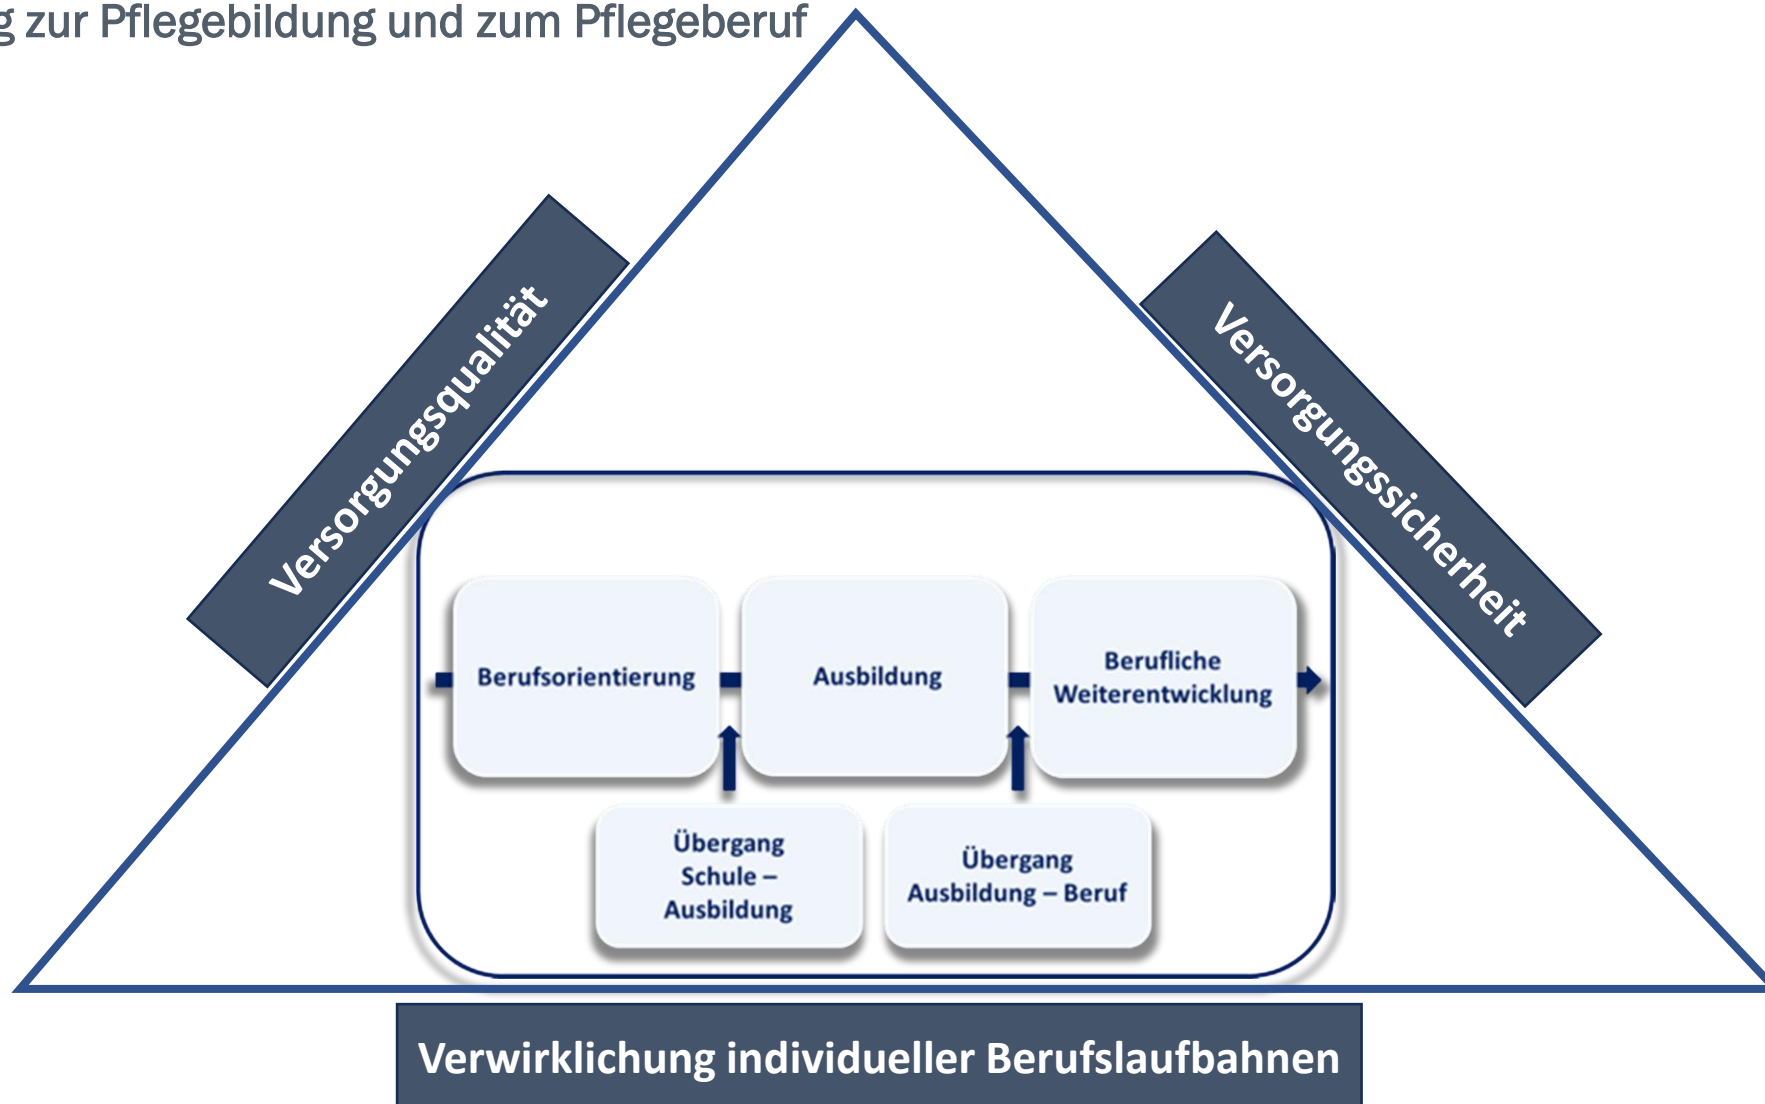 zur Pflegebildung und zum Pflegeberuf
Versorgungsqualität
Versorgungssicherheit
Berufsorientierung
Ausbildung
Berufliche
Weiterentwicklung
Übergang
Schule –
Ausbildung
Übergang
Ausbildung – Beruf
Verwirklichung individueller Berufslaufbahnen